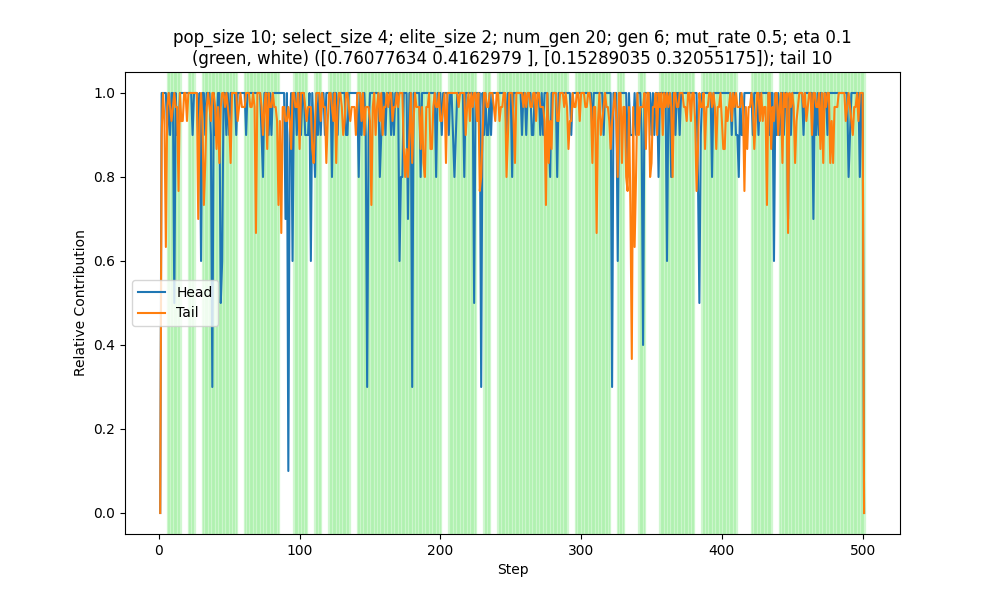 pop_size 10; select_size 4; elite_size 2; num_gen 20; gen 6; mut_rate 0.5; eta 0.1
(green, white) ([0.76077634 0.4162979 ], [0.15289035 0.32055175]); tail 10
1.0
0.8
0.6
0.4
0.2
0.0
Relative Contribution
Head
Tail
0
100
200
300
400
500
Step